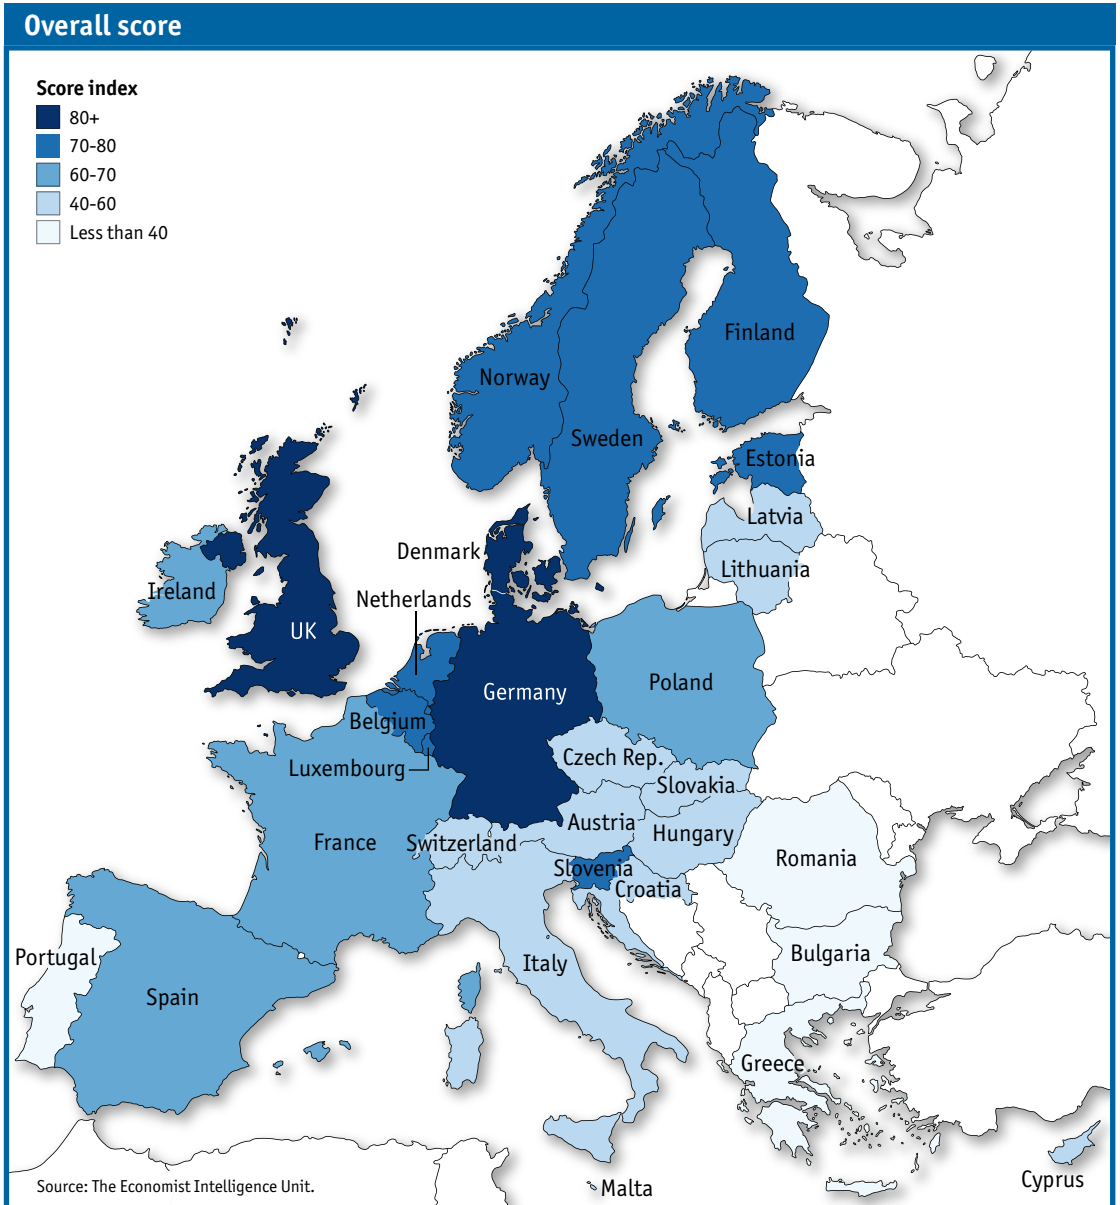 Overall score
Score index
80+
70-80
60-70
40-60
Less than 40
Finland
Norway
Sweden
Estonia
Latvia
Denmark
Lithuania
Ireland
Netherlands
UK
Poland
Germany
Belgium
Czech Rep.
Luxembourg
Slovakia
Austria
Hungary
France
Switzerland
Romania
Slovenia
Croatia
Bulgaria
Portugal
Italy
Spain
Greece
Cyprus
Source: The Economist Intelligence Unit.
Malta